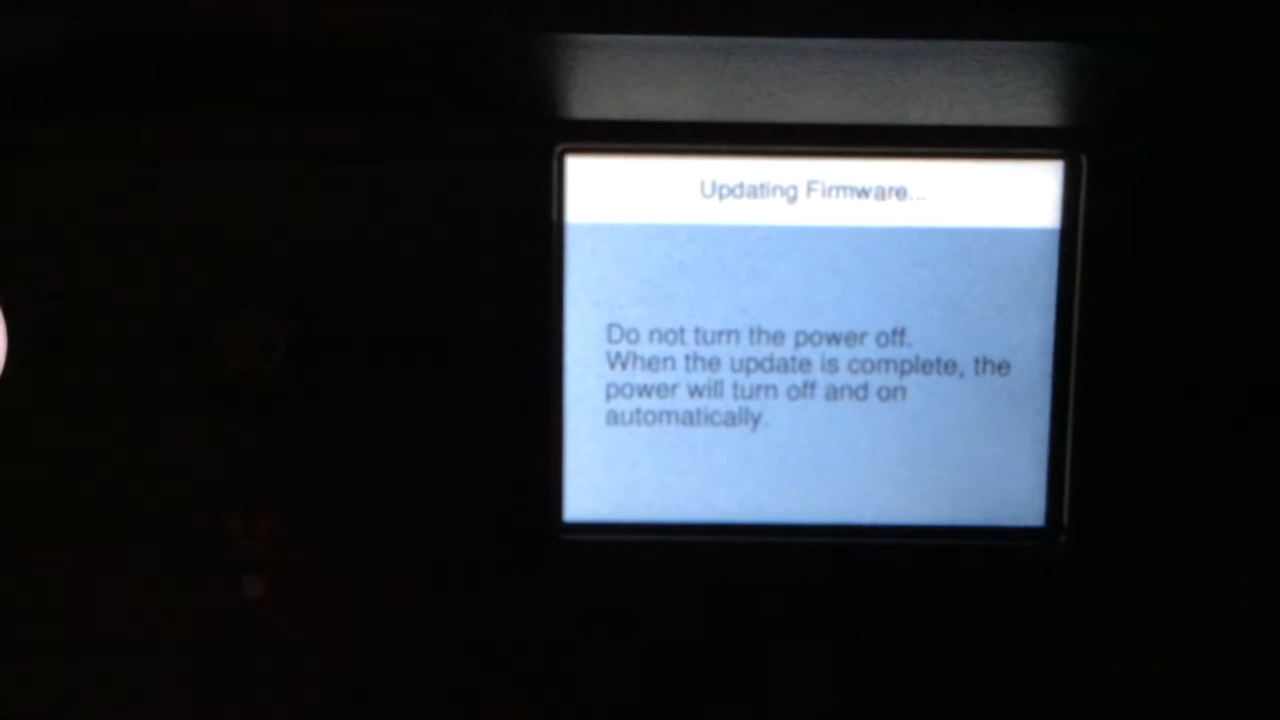 Updating Firmware...
Do not turn the power off.
When the update is complete, the
power will turn off and on
automatically.